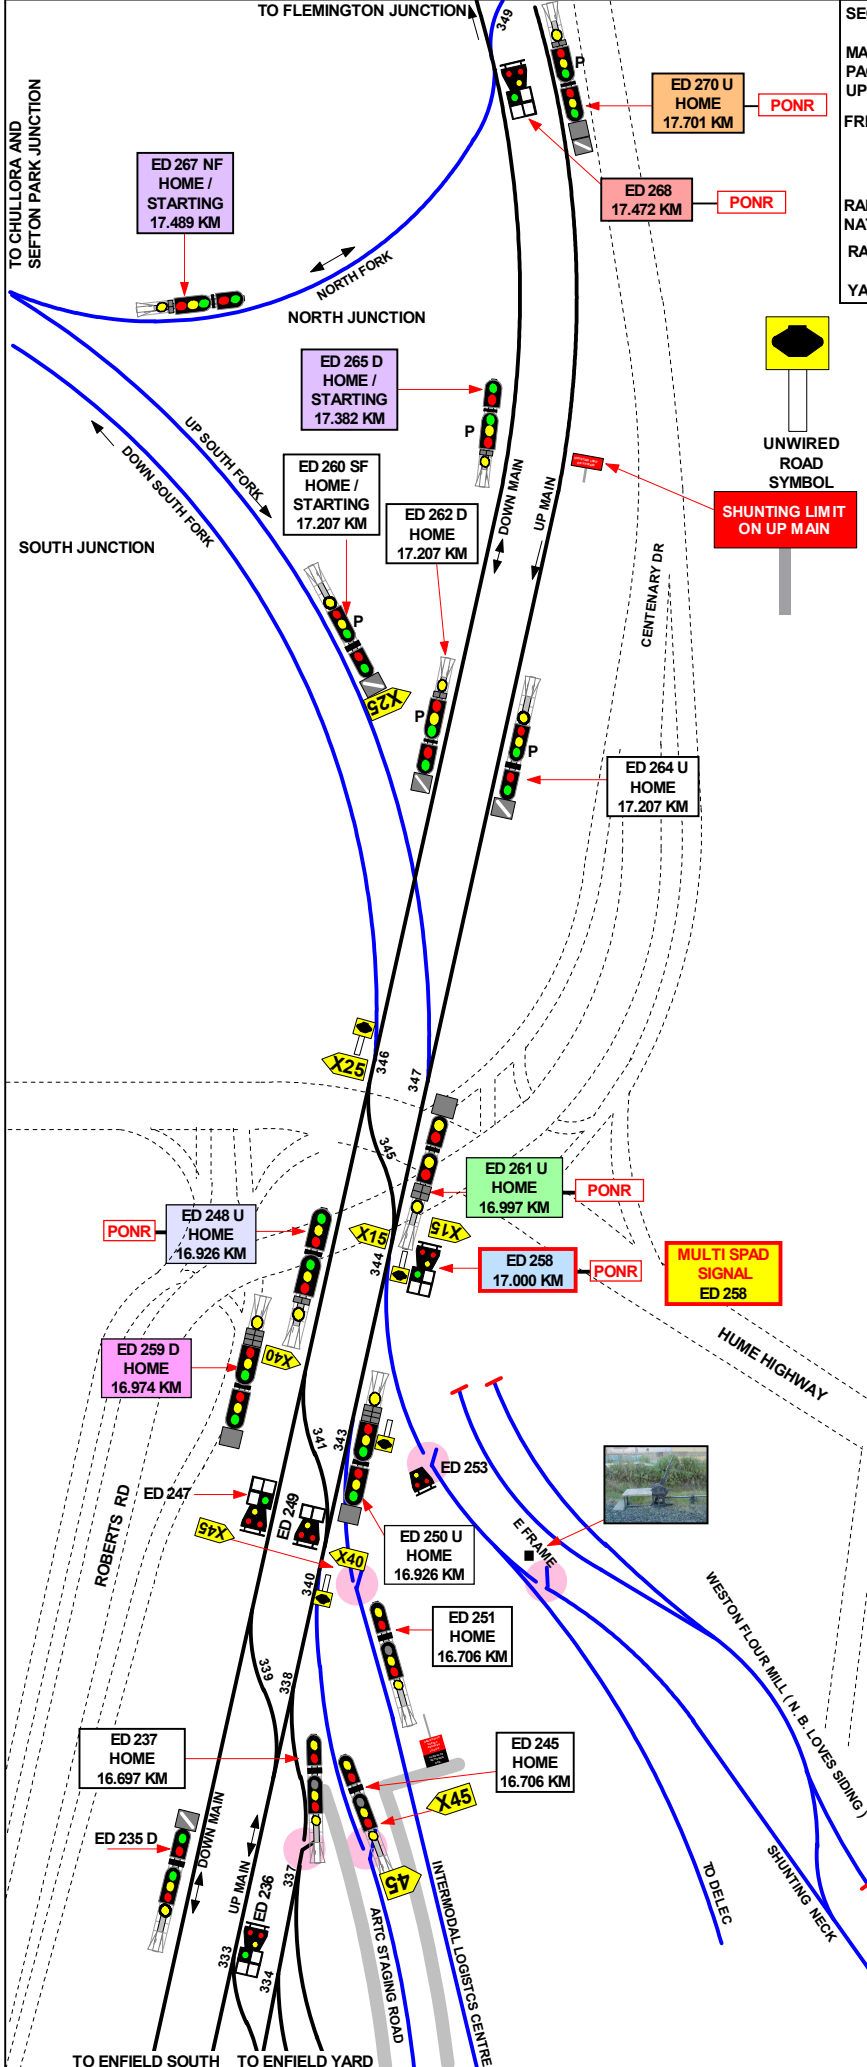 TO FLEMINGTON JUNCTION
349
SE
MA
PA
UP
FRE
RA
NAT
RA
YA
P
ED 270 U
HOME
17.701 KM
PONR
ED 268
17.472 KM
PONR
TO CHULLORA AND
SEFTON PARK JUNCTION
ED 267 NF
HOME /
STARTING
17.489 KM
NORTH FORK
NORTH JUNCTION
UNWIRED
ROAD
SYMBOL
SHUNTING LIMIT
ON UP MAIN
ED 265 D
HOME /
STARTING
17.382 KM
P
UP SOUTH FORK
DOWN SOUTH FORK
SOUTH JUNCTION
ED 260 SF
HOME /
STARTING
17.207 KM
ED 262 D
HOME
17.207 KM
DOWN MAIN
UP MAIN
CENTENARY DR
P
X25
P
P
ED 264 U
HOME
17.207 KM
X25
346
347
345
ED 261 U
HOME
16.997 KM
PONR
PONR
ED 248 U
HOME
16.926 KM
X15
X15
344
ED 258
17.000 KM
PONR
MULTI SPAD
SIGNAL
ED 258
HUME HIGHWAY
ED 259 D
HOME
16.974 KM
X40
341
343
ED 253
ROBERTS RD
ED 247
ED 249
X45
X40
340
ED 250 U
HOME
16.926 KM
E FRAME
ED 251
HOME
16.706 KM
WESTON FLOUR MILL ( N. B. LOVES SIDING )
339
338
ED 237
HOME
16.697 KM
ED 245
HOME
16.706 KM
X45
45
ED 235 D
DOWN MAIN
UP MAIN
ED 236
337
333
334
ARTC STAGING ROAD
INTERMODAL LOGISTCS CENTRE
TO DELEC
SHUNTING NECK
TO ENFIELD SOUTH
TO ENFIELD YARD